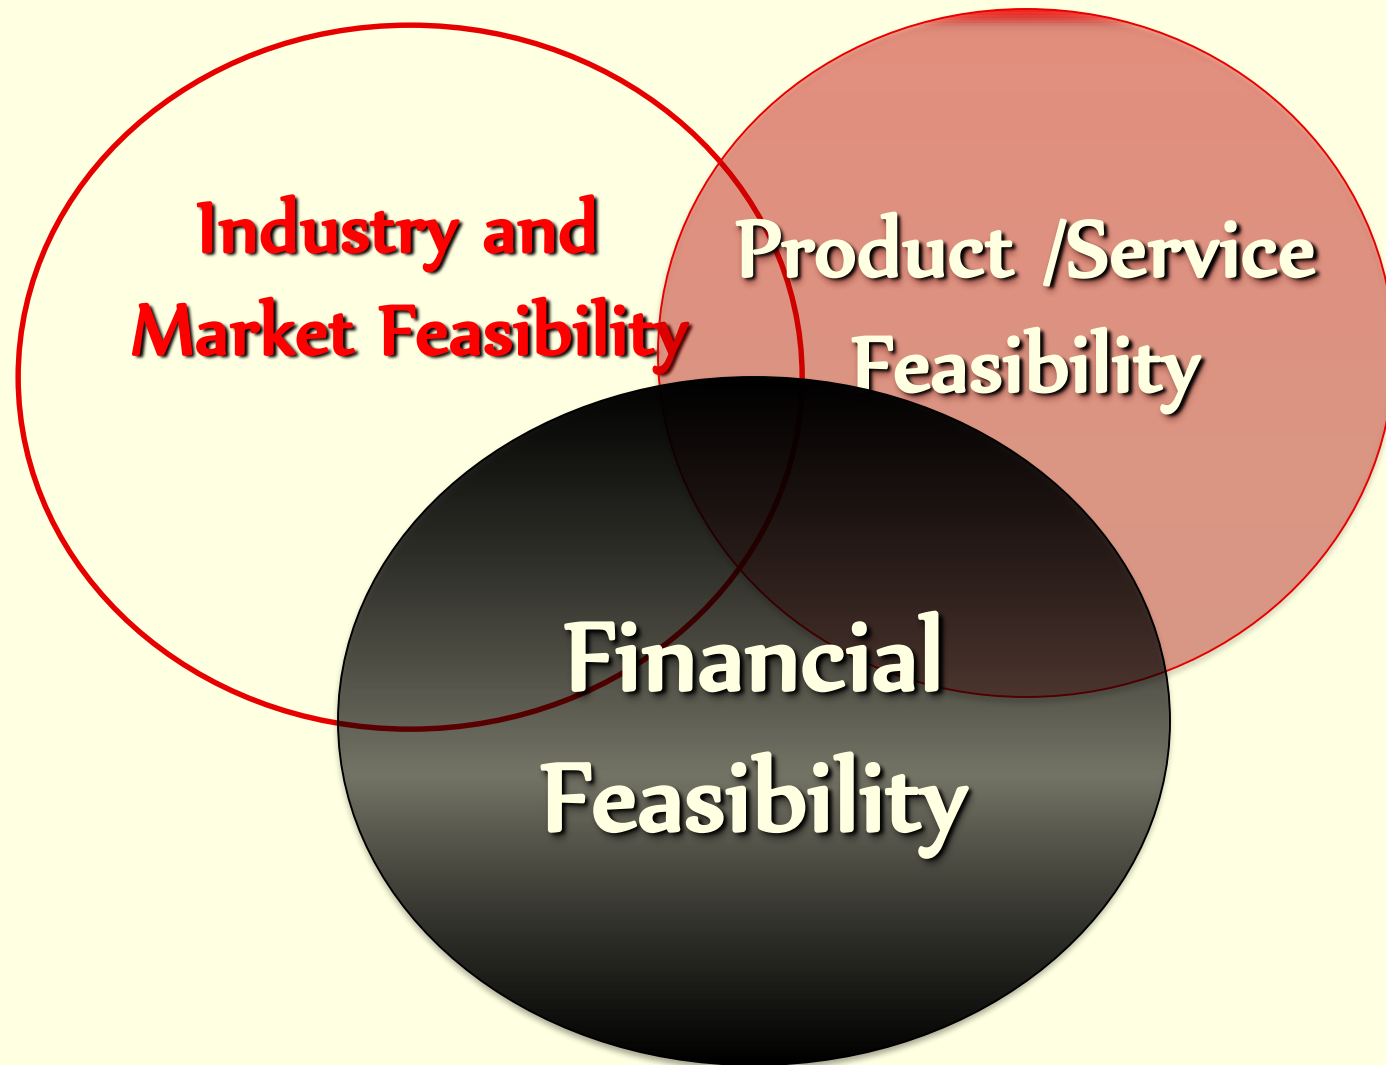 Industry and
Market Feasibility
Product /Service
Feasibility
Financial
Feasibility